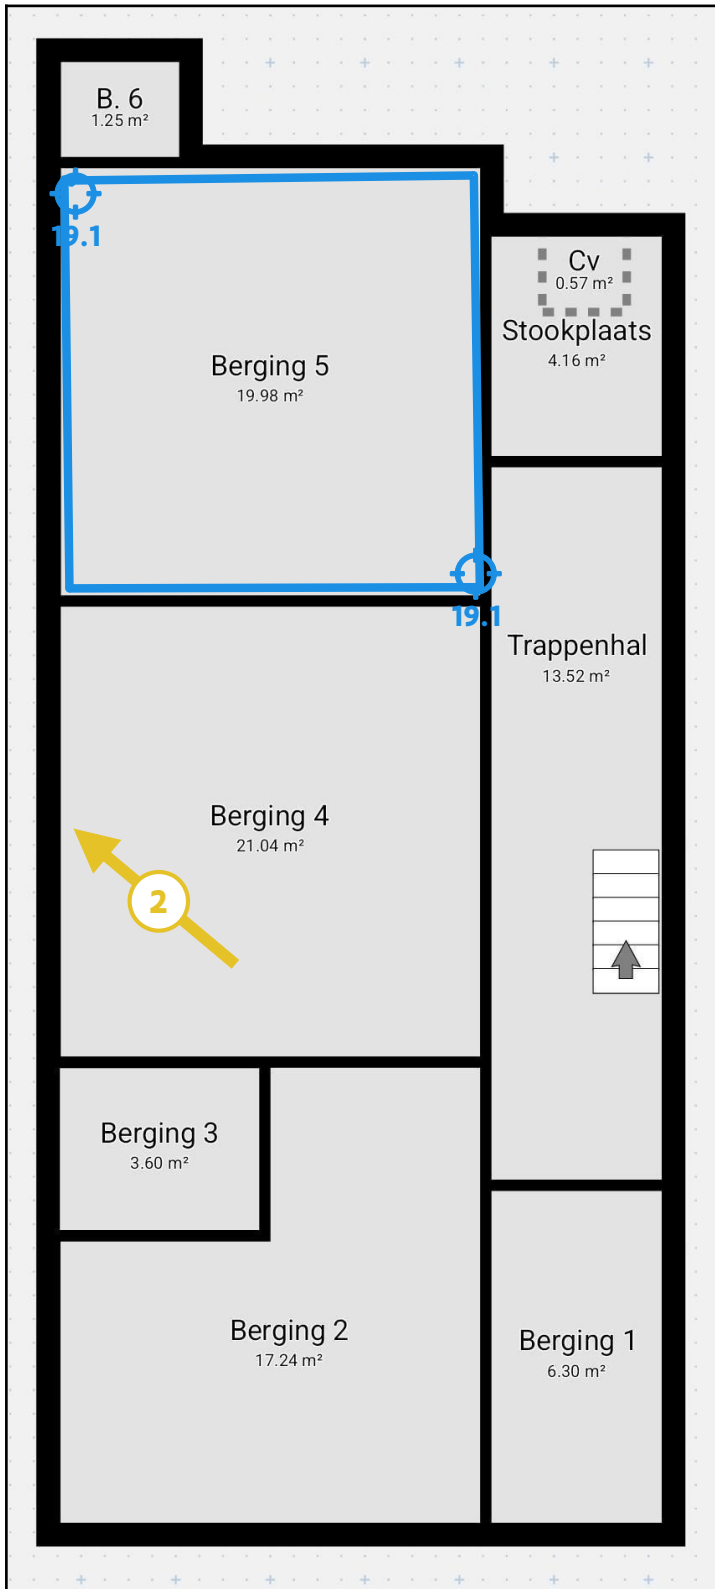 B. 6
1.25 m²
19.1
Cv
0.57 m²
Stookplaats
4.16 m²
Berging 5
19.98 m²
19.1
Trappenhal
13.52 m²
Berging 4
21.04 m²
2
Berging 3
3.60 m²
Berging 2
17.24 m²
Berging 1
6.30 m²